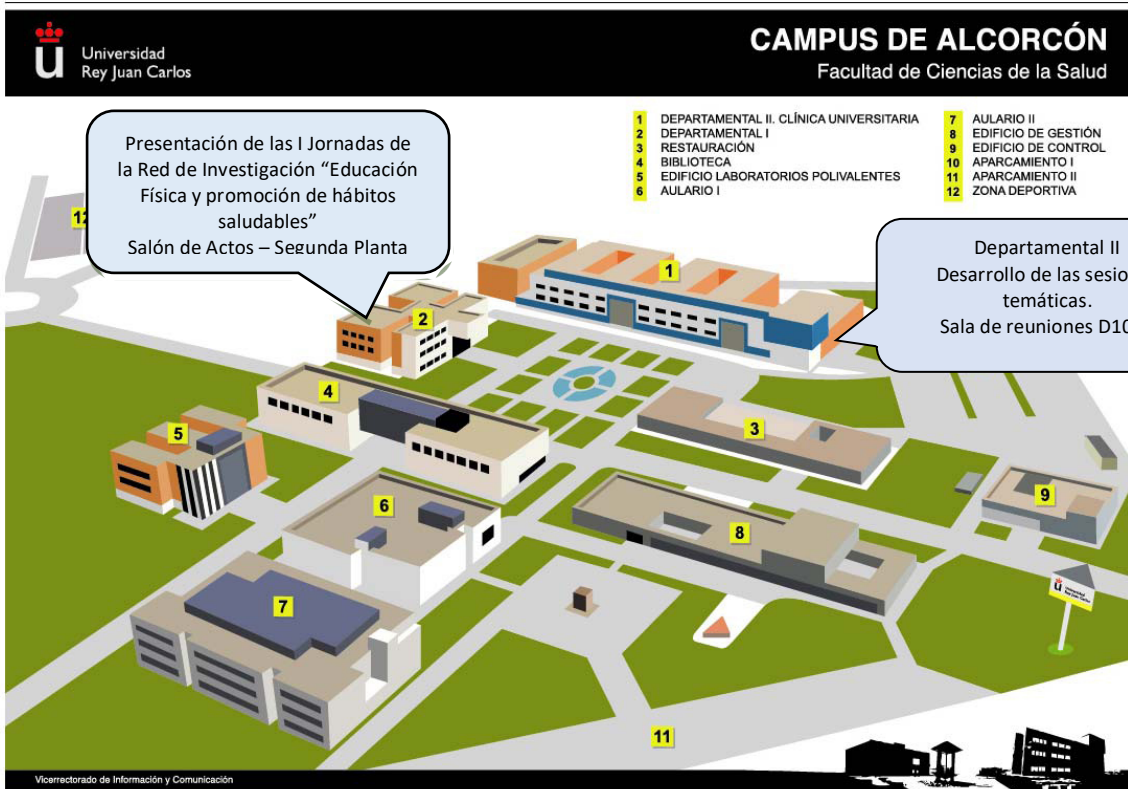 Universidad
Rey Juan Carlos
CAMPUS DE ALCORCÓN
Facultad de Ciencias de la Salud
1 DEPARTAMENTAL II. CLÍNICA UNIVERSITARIA
2 DEPARTAMENTAL I
3 RESTAURACIÓN
4 BIBLIOTECA
5 EDIFICIO LABORATORIOS POLIVALENTES
6 AULARIO I
7 AULARIO II
8 EDIFICIO DE GESTIÓN
9 EDIFICIO DE CONTROL
10 APARCAMIENTO I
11 APARCAMIENTO II
12 ZONA DEPORTIVA
Presentación de las I Jornadas de
la Red de Investigación “Educación
Física y promoción de hábitos
saludables”
Salón de Actos – Segunda Planta
Departamental II
Desarrollo de las
temáticas.
Sala de reuniones
12
1
2
4
3
5
6
9
8
7
11
Vicerrectorado de Información y Comunicación